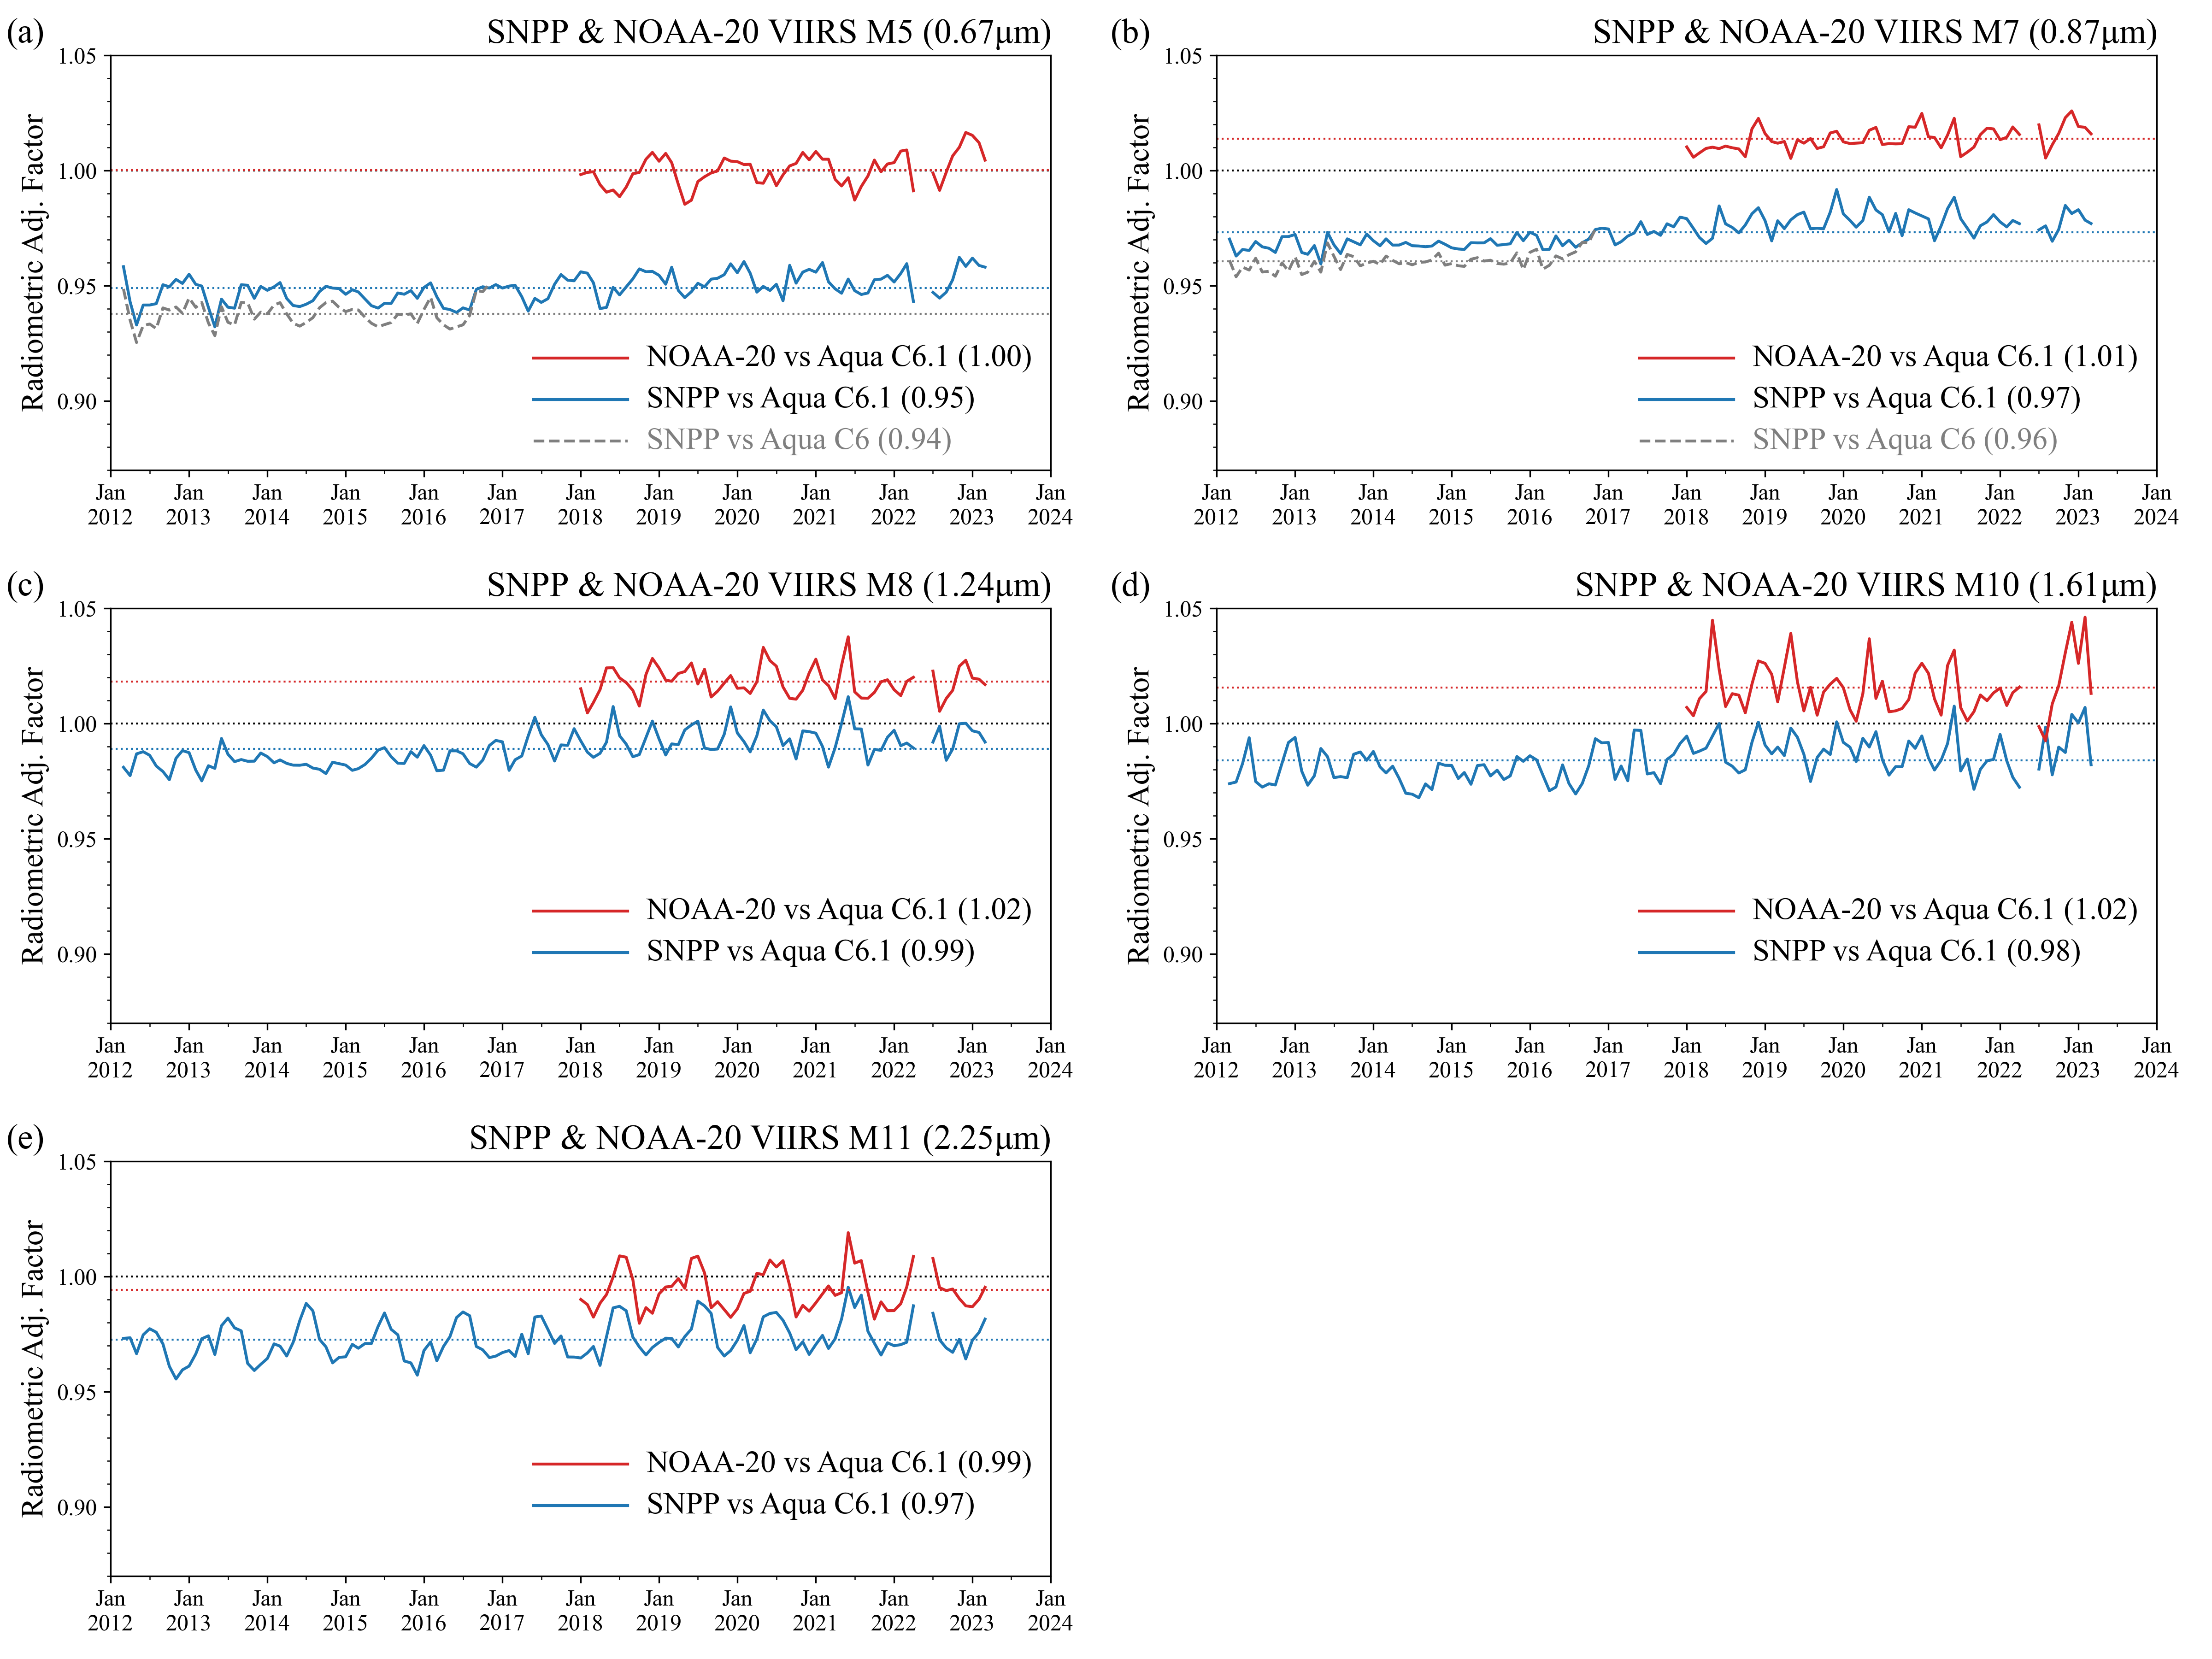 (a) SNPP & NOAA-20 VIIRS M5 (0.67μm)
1.05
1.00
0.95
0.90
Radiometric Adj. Factor
NOAA-20 vs Aqua C6.1 (1.00)
SNPP vs Aqua C6.1 (0.95)
SNPP vs Aqua C6 (0.94)
Jan Jan Jan Jan Jan Jan Jan Jan Jan Jan Jan Jan Jan
2012 2013 2014 2015 2016 2017 2018 2019 2020 2021 2022 2023 2024
(b) SNPP & NOAA-20 VIIRS M7 (0.87μm)
1.05
1.00
0.95
0.90
Radiometric Adj. Factor
NOAA-20 vs Aqua C6.1 (1.01)
SNPP vs Aqua C6.1 (0.97)
SNPP vs Aqua C6 (0.96)
Jan Jan Jan Jan Jan Jan Jan Jan Jan Jan Jan Jan Jan
2012 2013 2014 2015 2016 2017 2018 2019 2020 2021 2022 2023 2024
(c) SNPP & NOAA-20 VIIRS M8 (1.24μm)
1.05
1.00
0.95
0.90
Radiometric Adj. Factor
NOAA-20 vs Aqua C6.1 (1.02)
SNPP vs Aqua C6.1 (0.99)
Jan Jan Jan Jan Jan Jan Jan Jan Jan Jan Jan Jan Jan
2012 2013 2014 2015 2016 2017 2018 2019 2020 2021 2022 2023 2024
(d) SNPP & NOAA-20 VIIRS M10 (1.61μm)
1.05
1.00
0.95
0.90
Radiometric Adj. Factor
NOAA-20 vs Aqua C6.1 (1.02)
SNPP vs Aqua C6.1 (0.98)
Jan Jan Jan Jan Jan Jan Jan Jan Jan Jan Jan Jan Jan
2012 2013 2014 2015 2016 2017 2018 2019 2020 2021 2022 2023 2024
(e) SNPP & NOAA-20 VIIRS M11 (2.25μm)
1.05
1.00
0.95
0.90
Radiometric Adj. Factor
NOAA-20 vs Aqua C6.1 (0.99)
SNPP vs Aqua C6.1 (0.97)
Jan Jan Jan Jan Jan Jan Jan Jan Jan Jan Jan Jan Jan
2012 2013 2014 2015 2016 2017 2018 2019 2020 2021 2022 2023 2024